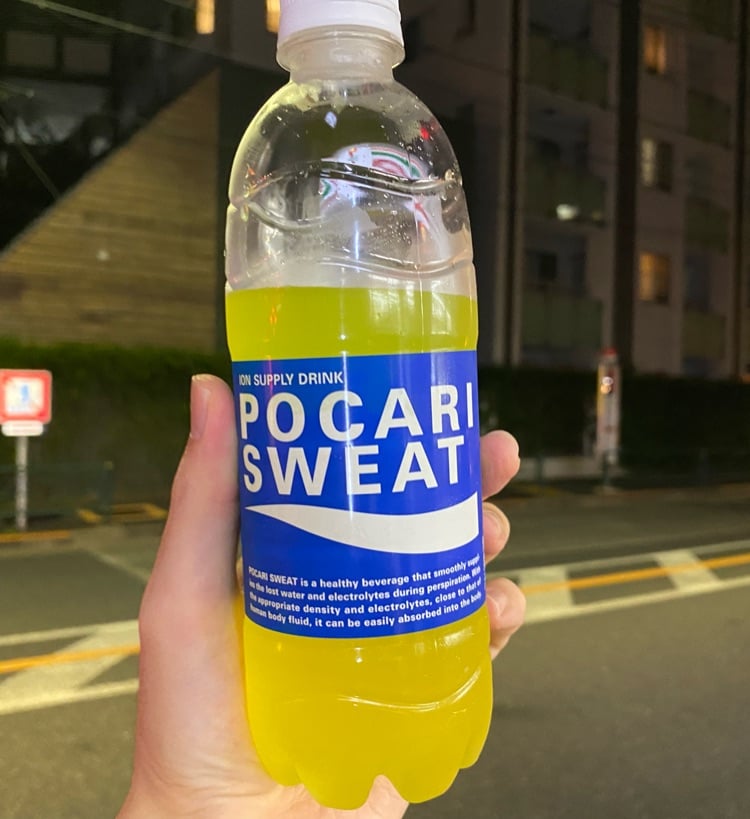 ION SUPPLY DRINK
POCARI
SWEAT
POCARI SWEAT is a healthy beverage that smoothly
the lost water and electrolytes during perspiration. With
appropriate density and electrolytes, close to that of
human body fluid, it can be easily absorbed into the body.